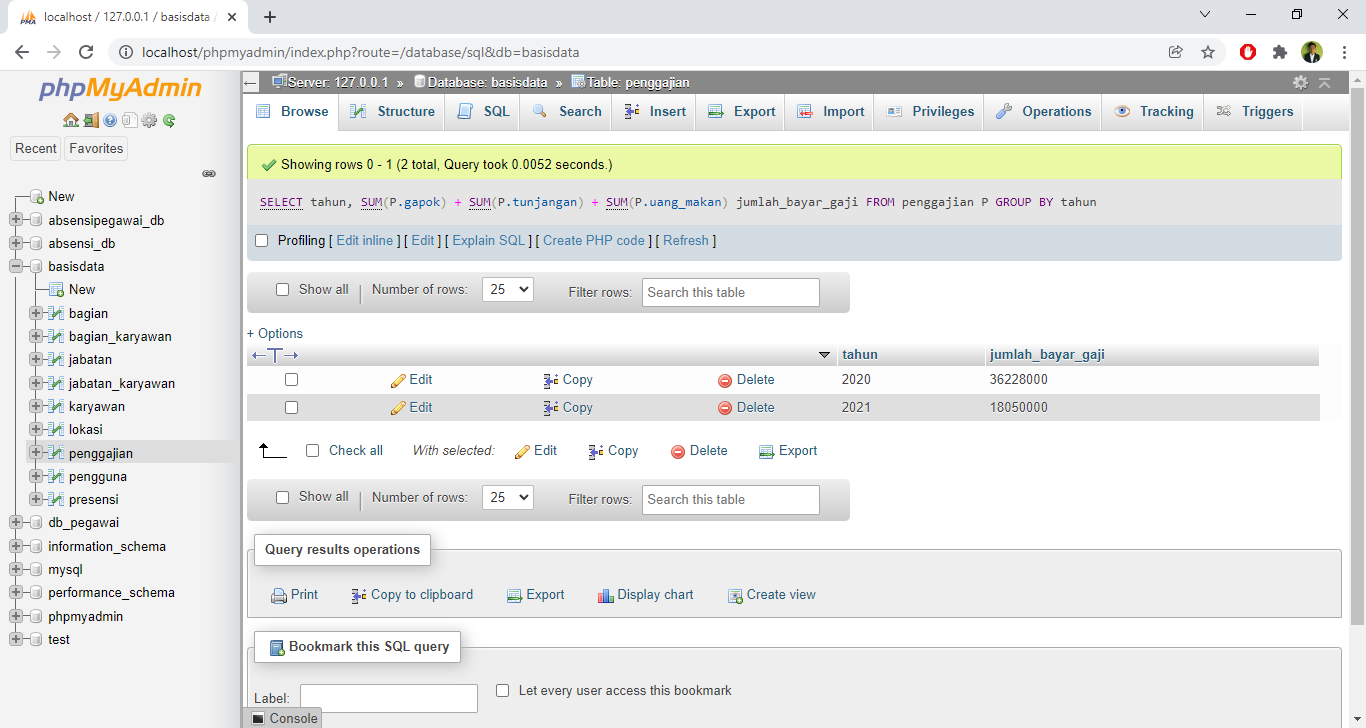 localhost / 127.0.0.1 / basisdata /
localhost/phpmyadmin/index.php?route=/database/sql&db=basisdata
phpMyAdmin
Recent Favorites
New
absensipegawai_db
absensi_db
basisdata
New
bagian
bagian_karyawan
jabatan
jabatan_karyawan
karyawan
lokasi
penggajian
pengguna
presensi
db_pegawai
information_schema
mysql
performance_schema
phpmyadmin
test
Server: 127.0.0.1 » Database: basisdata » Table: penggajian
Browse Structure SQL Search Insert Export Import Privileges Operations Tracking Triggers
Showing rows 0 - 1 (2 total, Query took 0.0052 seconds.)
SELECT tahun, SUM(P.gapok) + SUM(P.tunjangan) + SUM(P.uang_makan) jumlah_bayar_gaji FROM penggajian P GROUP BY tahun
Profiling [ Edit inline ] [ Edit ] [ Explain SQL ] [ Create PHP code ] [ Refresh ]
Show all | Number of rows: 25 Filter rows: Search this table
+ Options
←T→ tahun jumlah_bayar_gaji
Edit Copy Delete 2020 36228000
Edit Copy Delete 2021 18050000
Check all With selected: Edit Copy Delete Export
Show all | Number of rows: 25 Filter rows: Search this table
Query results operations
Print Copy to clipboard Export Display chart Create view
Bookmark this SQL query
Label: Let every user access this bookmark
Console